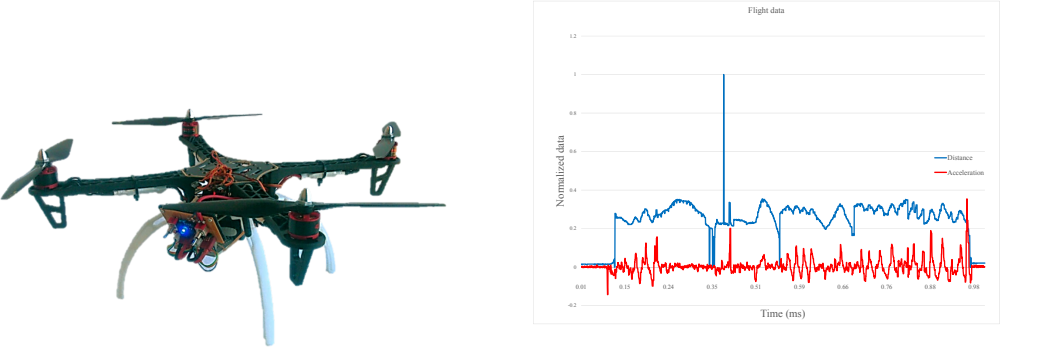 Flight data
1.2
1
0.8
0.6
0.4
0.2
0
-0.2
Normalized data
0.01 0.15 0.24 0.35 0.51 0.59 0.66 0.76 0.88 0.98
Time (ms)
Distance
Acceleration